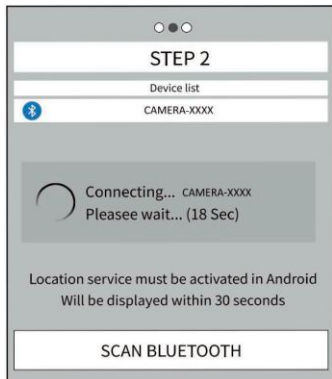 STEP 2
Device list
CAMERA-XXXX
Connecting... CAMERA-XXXX
Pleasee wait... (18 Sec)
Location service must be activated in Android
Will be displayed within 30 seconds
SCAN BLUETOOTH